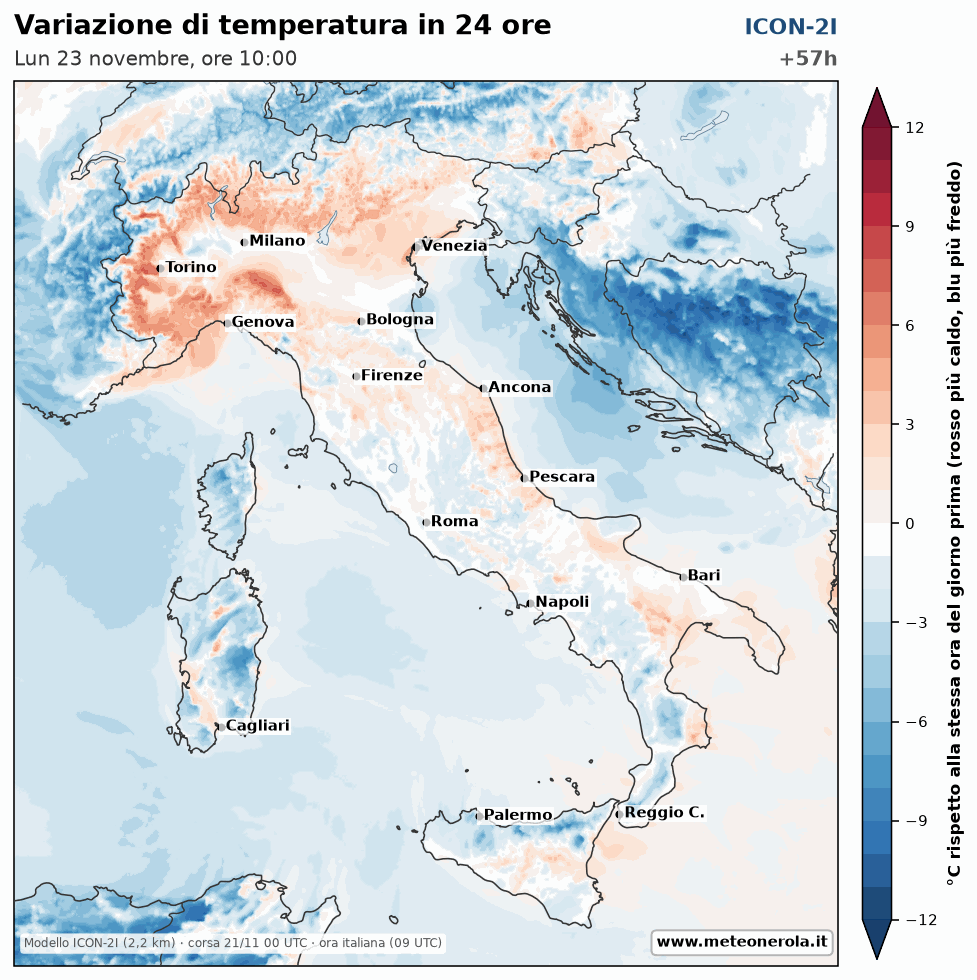 Variazione di temperatura in 24 ore
ICON-2I
Lun 23 novembre, ore 10:00
+57h
Milano
Venezia
Torino
Genova
Bologna
Firenze
Ancona
Pescara
Roma
Bari
Napoli
Cagliari
Palermo
Reggio C.
12
9
6
3
0
−3
−6
−9
−12
°C rispetto alla stessa ora del giorno prima (rosso più caldo, blu più freddo)
Modello ICON-2I (2,2 km) · corsa 21/11 00 UTC · ora italiana (09 UTC)
www.meteonerola.it